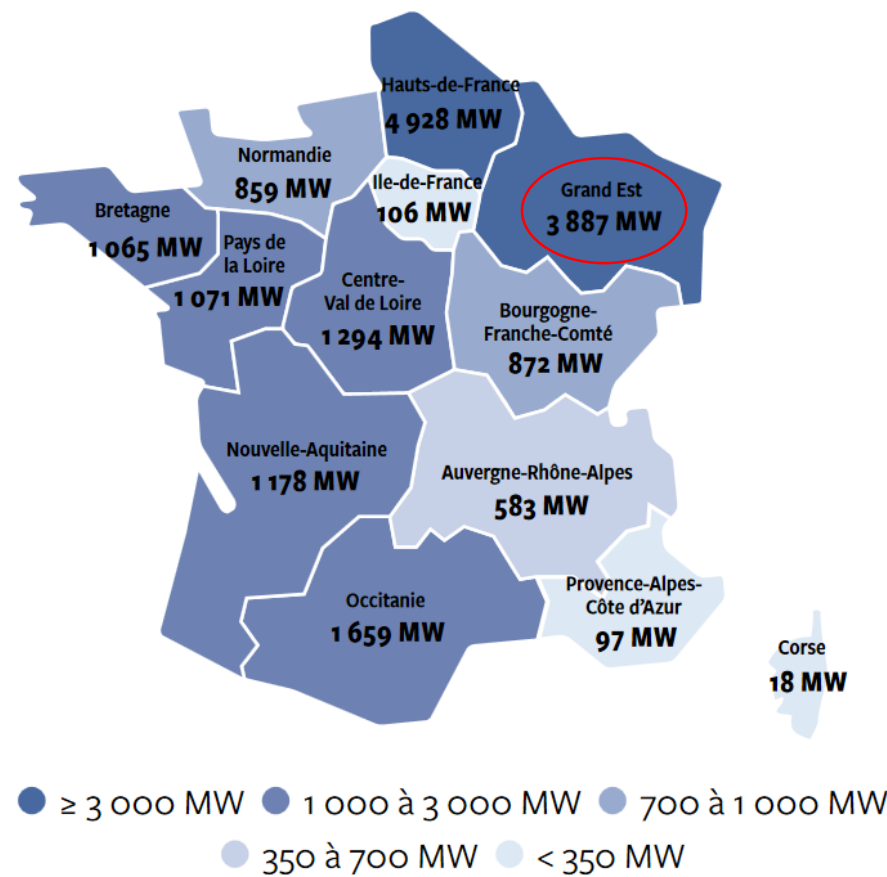 Hauts-de-France
4 928 MW
Normandie
859 MW
Ile-de-France
106 MW
Grand Est
3 887 MW
Bretagne
1 065 MW
Pays de
la Loire
1 071 MW
Centre-
Val de Loire
1 294 MW
Bourgogne-
Franche-Comté
872 MW
Nouvelle-Aquitaine
1 178 MW
Auvergne-Rhône-Alpes
583 MW
Occitanie
1 659 MW
Provence-Alpes-
Côte d'Azur
97 MW
Corse
18 MW
≥ 3 000 MW 1 000 à 3 000 MW 700 à 1 000 MW
350 à 700 MW < 350 MW